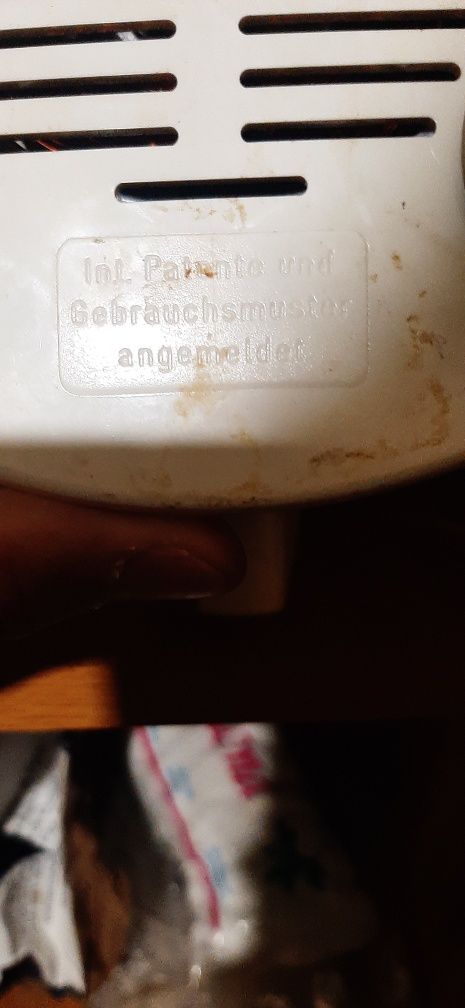 Int. Patente und
Gebrauchsmuster
angemeldet